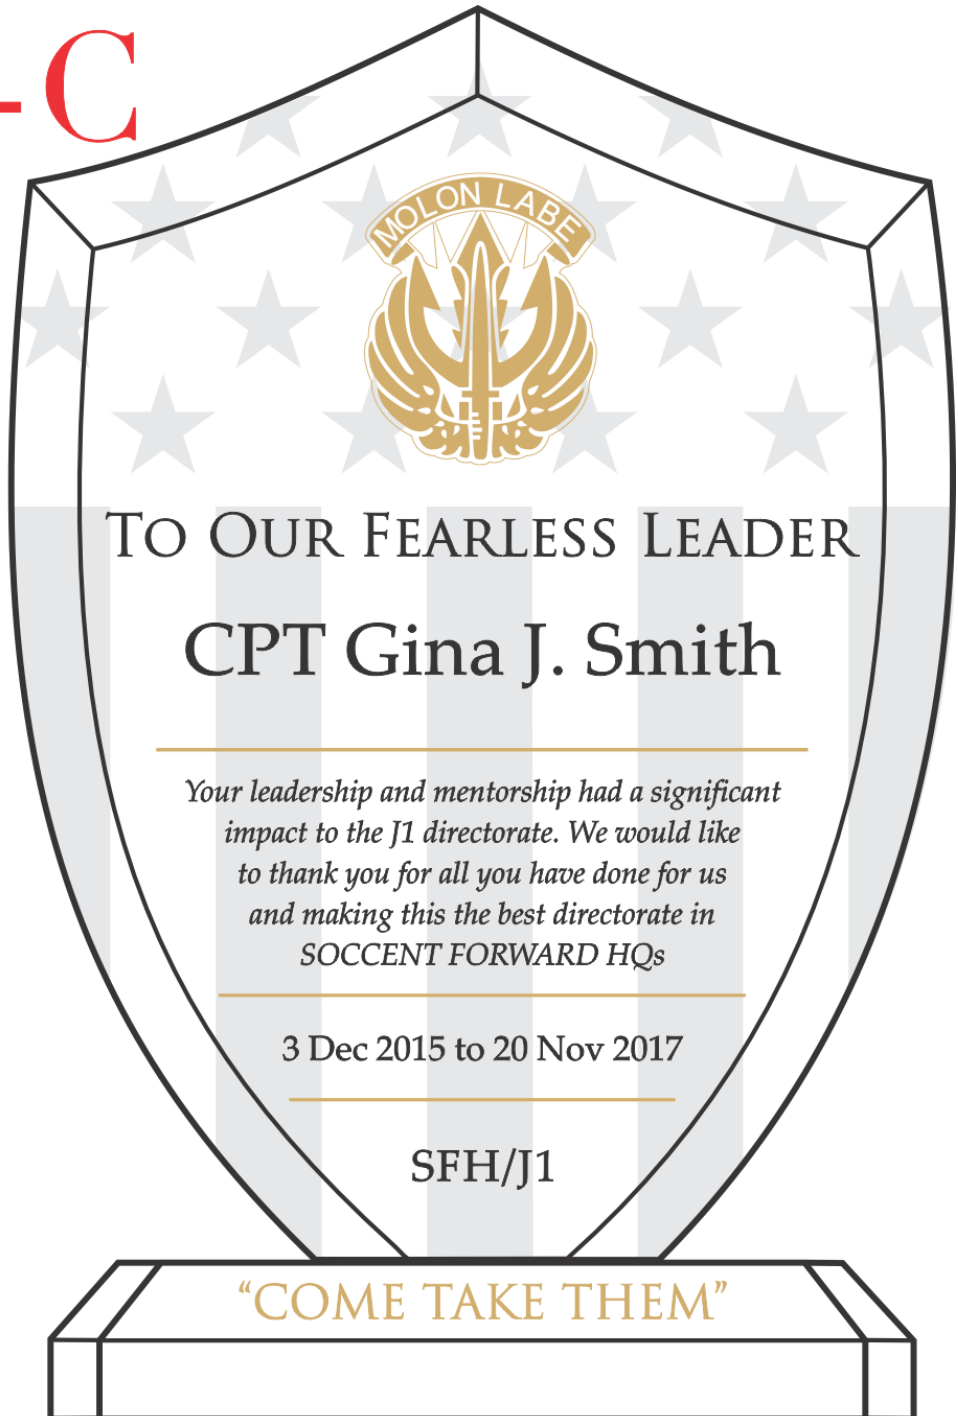 -C
MOLON LABE
TO OUR FEARLESS LEADER
CPT Gina J. Smith
Your leadership and mentorship had a significant
impact to the J1 directorate. We would like
to thank you for all you have done for us
and making this the best directorate in
SOCCENT FORWARD HQs
3 Dec 2015 to 20 Nov 2017
SFH/J1
“COME TAKE THEM”